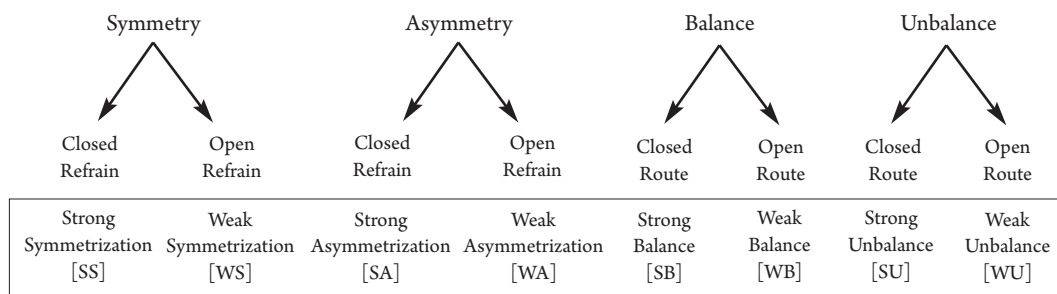 Symmetry Asymmetry Balance Unbalance
Closed Open Closed Open Closed Open Closed Open
Refrain Refrain Refrain Refrain Route Route Route Route
Strong Weak Strong Weak Strong Weak Strong Weak
Symmetrization Symmetrization Asymmetrization Asymmetrization Balance Balance Unbalance Unbalance
[SS] [WS] [SA] [WA] [SB] [WB] [SU] [WU]